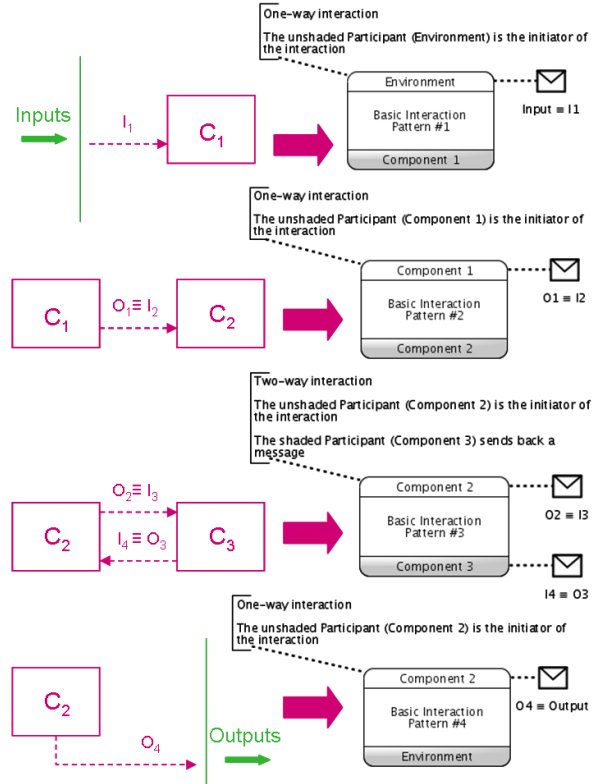 One-way interaction
The unshaded Participant (Environment) is the initiator of
the interaction
Inputs
I1
C1
Environment
Basic Interaction
Pattern #1
Component 1
Input ≡ I1
One-way interaction
The unshaded Participant (Component 1) is the initiator of
the interaction
C1
O1≡ I2
C2
Component 1
Basic Interaction
Pattern #2
Component 2
O1 ≡ I2
Two-way interaction
The unshaded Participant (Component 2) is the initiator of
the interaction
The shaded Participant (Component 3) sends back a
message
C2
O2≡ I3
I4 ≡ O3
C3
Component 2
Basic Interaction
Pattern #3
Component 3
O2 ≡ I3
I4 ≡ O3
One-way interaction
The unshaded Participant (Component 2) is the initiator of
the interaction
C2
O4
Outputs
Component 2
Basic Interaction
Pattern #4
Environment
O4 ≡ Output